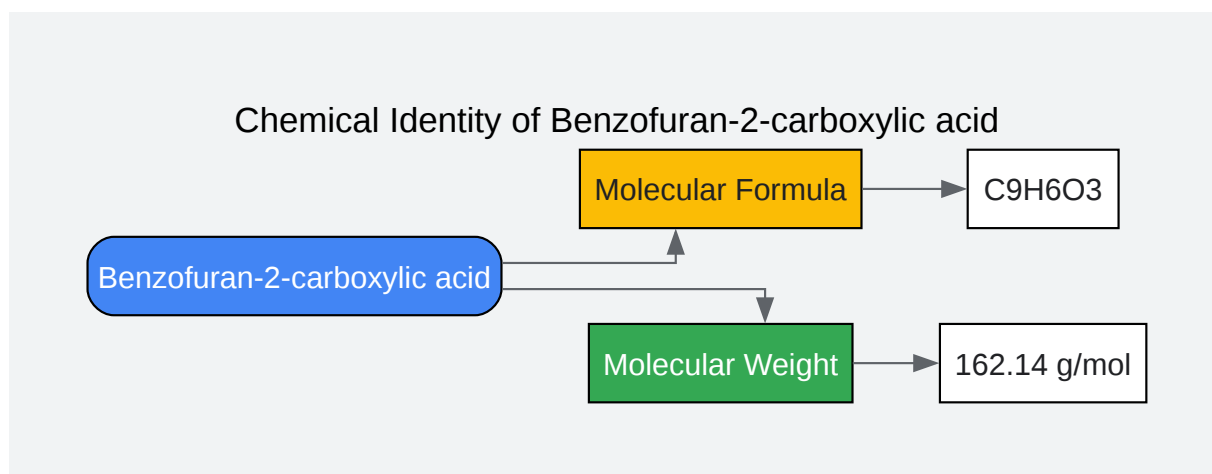 Chemical Identity of Benzofuran-2-carboxylic acid
Molecular Formula
C9H6O3
Benzofuran-2-carboxylic acid
Molecular Weight
162.14 g/mol